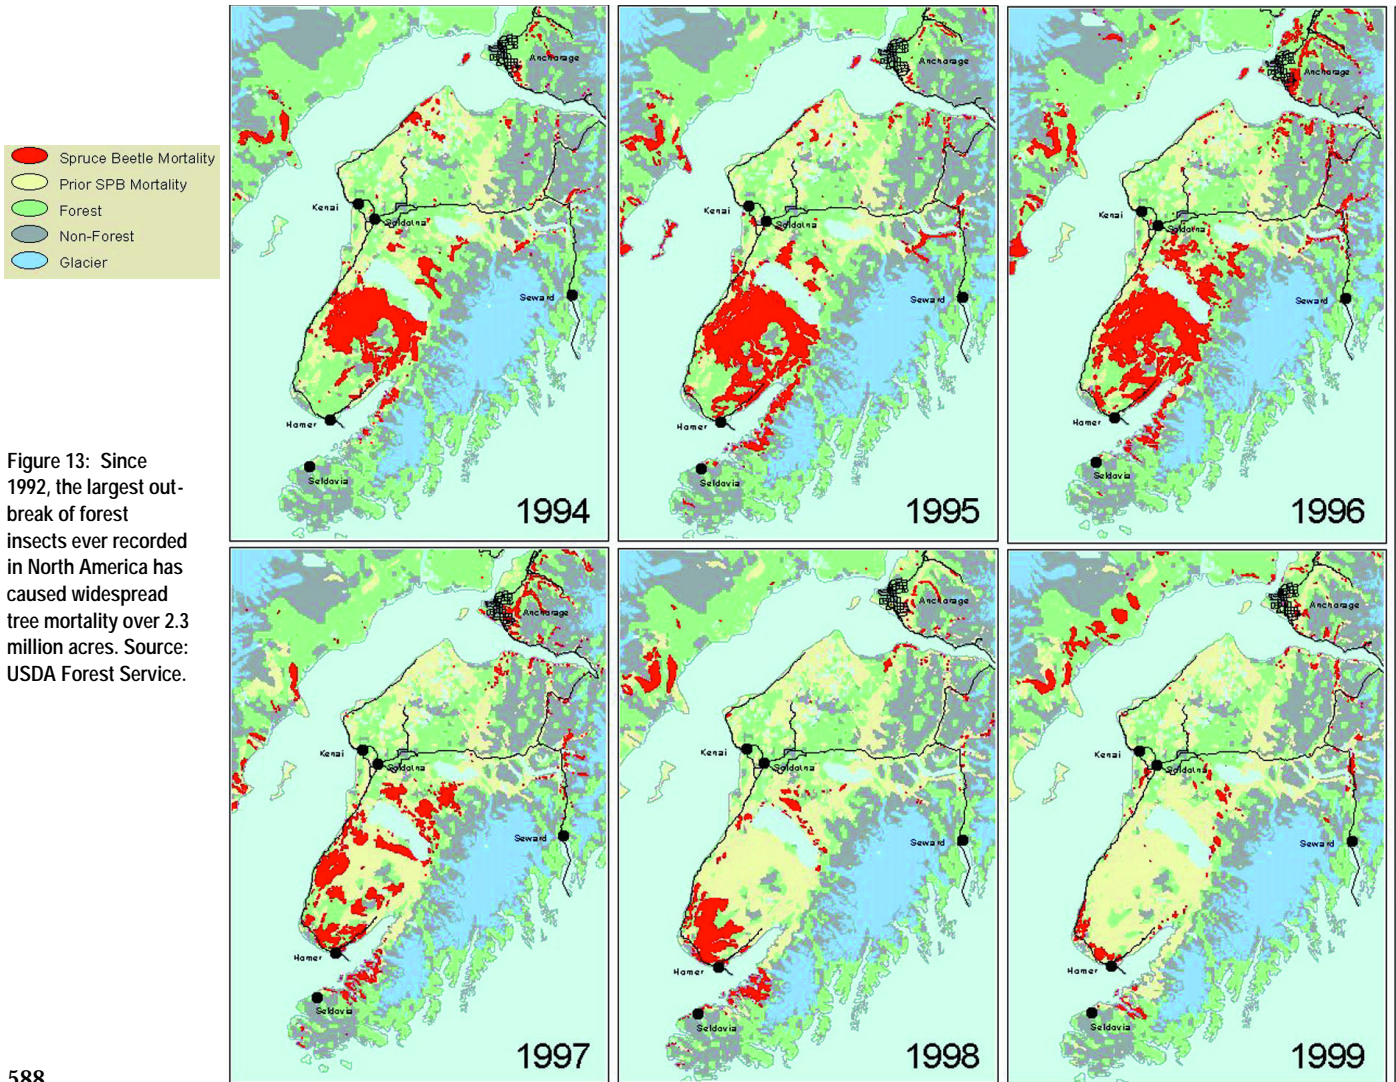 Spruce Beetle Mortality
Prior SPB Mortality
Forest
Non-Forest
Glacier
Figure 13: Since
1992, the largest out-
break of forest
insects ever recorded
in North America has
caused widespread
tree mortality over 2.3
million acres. Source:
USDA Forest Service.
Anchorage
Kenai
Soldotna
Seward
Homer
Seldovia
1994
Anchorage
Kenai
Soldotna
Seward
Homer
Seldovia
1995
Anchorage
Kenai
Soldotna
Seward
Homer
Seldovia
1996
Anchorage
Kenai
Soldotna
Seward
Homer
Seldovia
1997
Anchorage
Kenai
Soldotna
Seward
Homer
Seldovia
1998
Anchorage
Kenai
Soldotna
Seward
Homer
Seldovia
1999
588